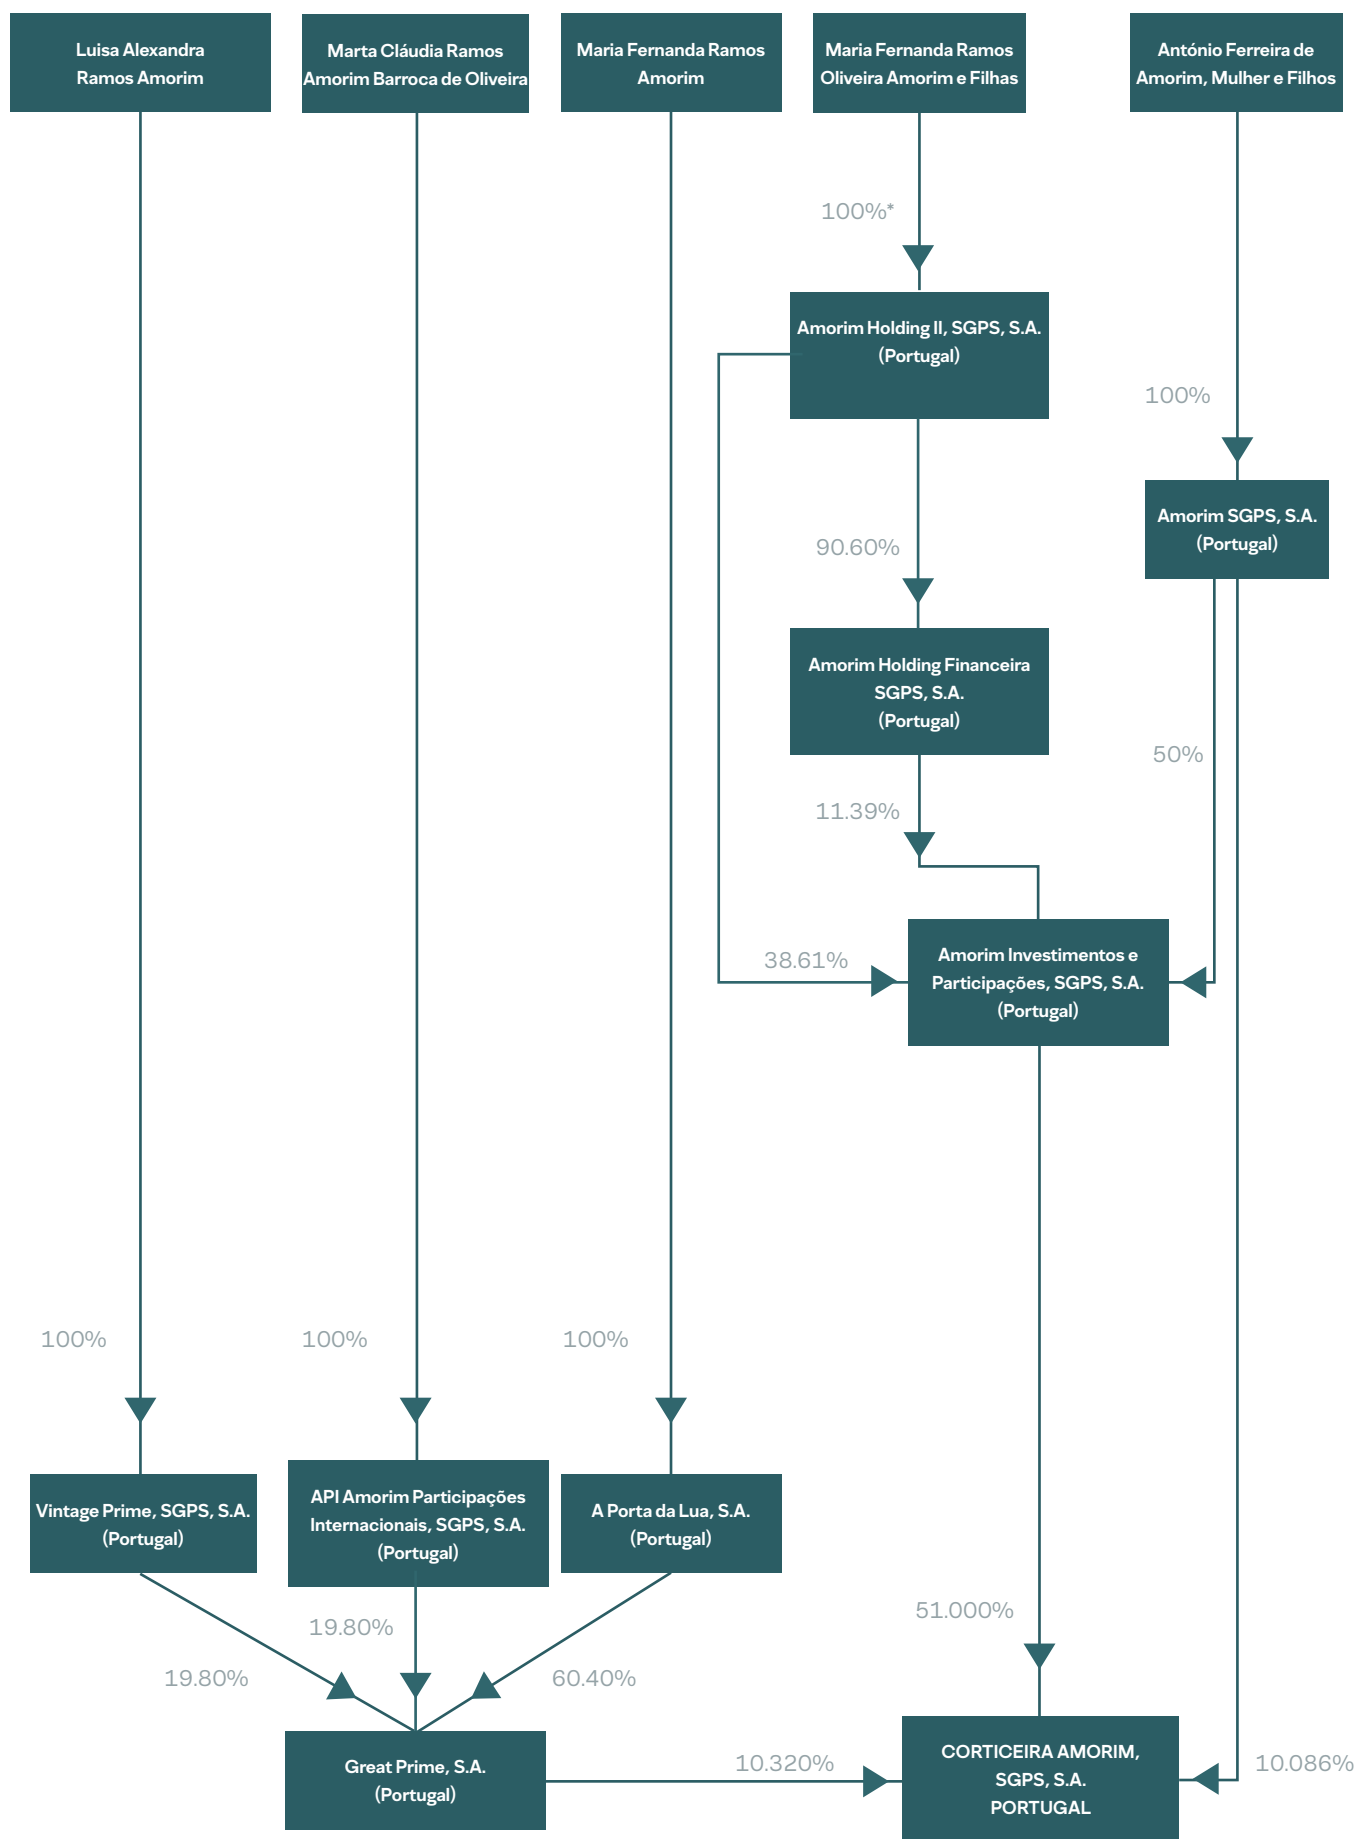 Luisa Alexandra
Ramos Amorim
Marta Cláudia Ramos
Amorim Barroca de Oliveira
Maria Fernanda Ramos
Amorim
Maria Fernanda Ramos
Oliveira Amorim e Filhas
António Ferreira de
Amorim, Mulher e Filhos
100%*
Amorim Holding II, SGPS, S.A.
(Portugal)
100%
Amorim SGPS, S.A.
(Portugal)
90.60%
Amorim Holding Financeira
SGPS, S.A.
(Portugal)
50%
11.39%
38.61%
Amorim Investimentos e
Participações, SGPS, S.A.
(Portugal)
100%
100%
100%
Vintage Prime, SGPS, S.A.
(Portugal)
API Amorim Participações
Internacionais, SGPS, S.A.
(Portugal)
A Porta da Lua, S.A.
(Portugal)
51.000%
19.80%
19.80%
60.40%
Great Prime, S.A.
(Portugal)
10.320%
CORTICEIRA AMORIM,
SGPS, S.A.
PORTUGAL
10.086%